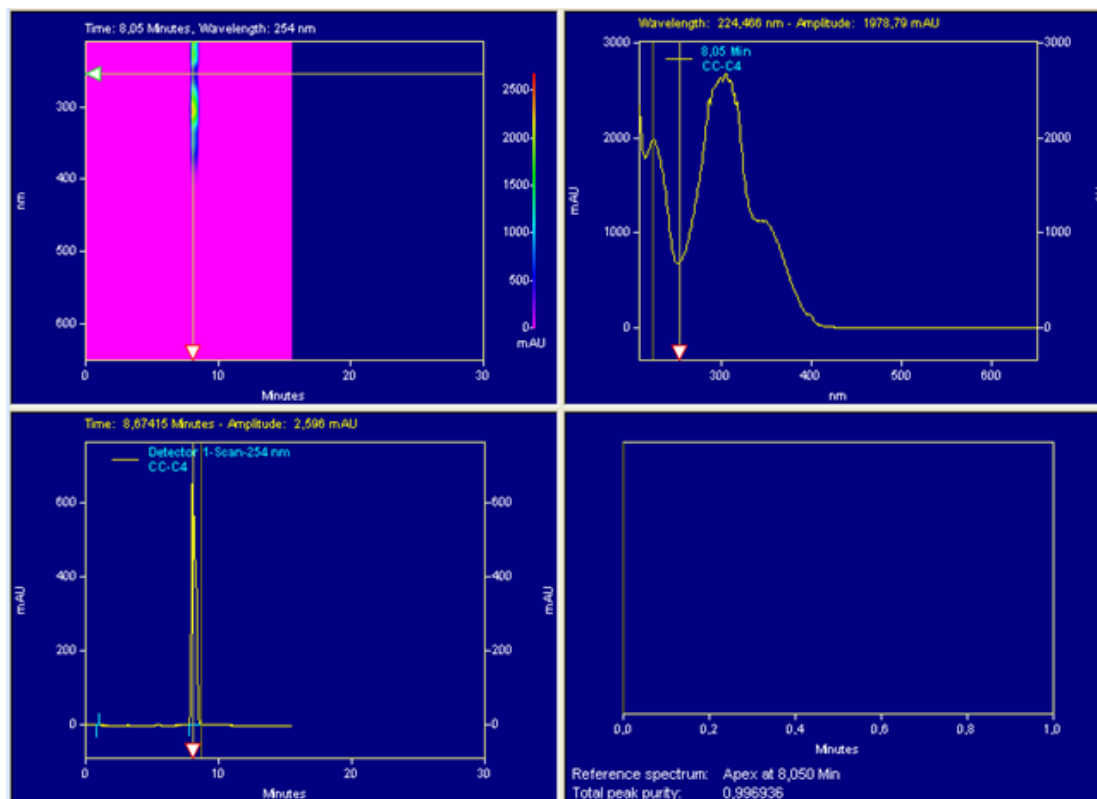 Time: 8,05 Minutes, Wavelength: 254 nm
300
400
500
600
nm
0
10
20
30
Minutes
2500
2000
1500
1000
500
0
mAU
Wavelength: 224,466 nm - Amplitude: 1978,79 mAU
8,05 Min
CC-C4
3000
2000
1000
0
mAU
3000
2000
1000
0
300
400
500
600
nm
Time: 8,67415 Minutes - Amplitude: 2,596 mAU
Detector 1-Scan-254 nm
CC-C4
600
400
200
0
mAU
600
400
200
0
mAU
0
10
20
30
Minutes
0,0
0,2
0,4
0,6
0,8
1,0
Minutes
Reference spectrum: Apex at 8,050 Min
Total peak purity: 0,996936